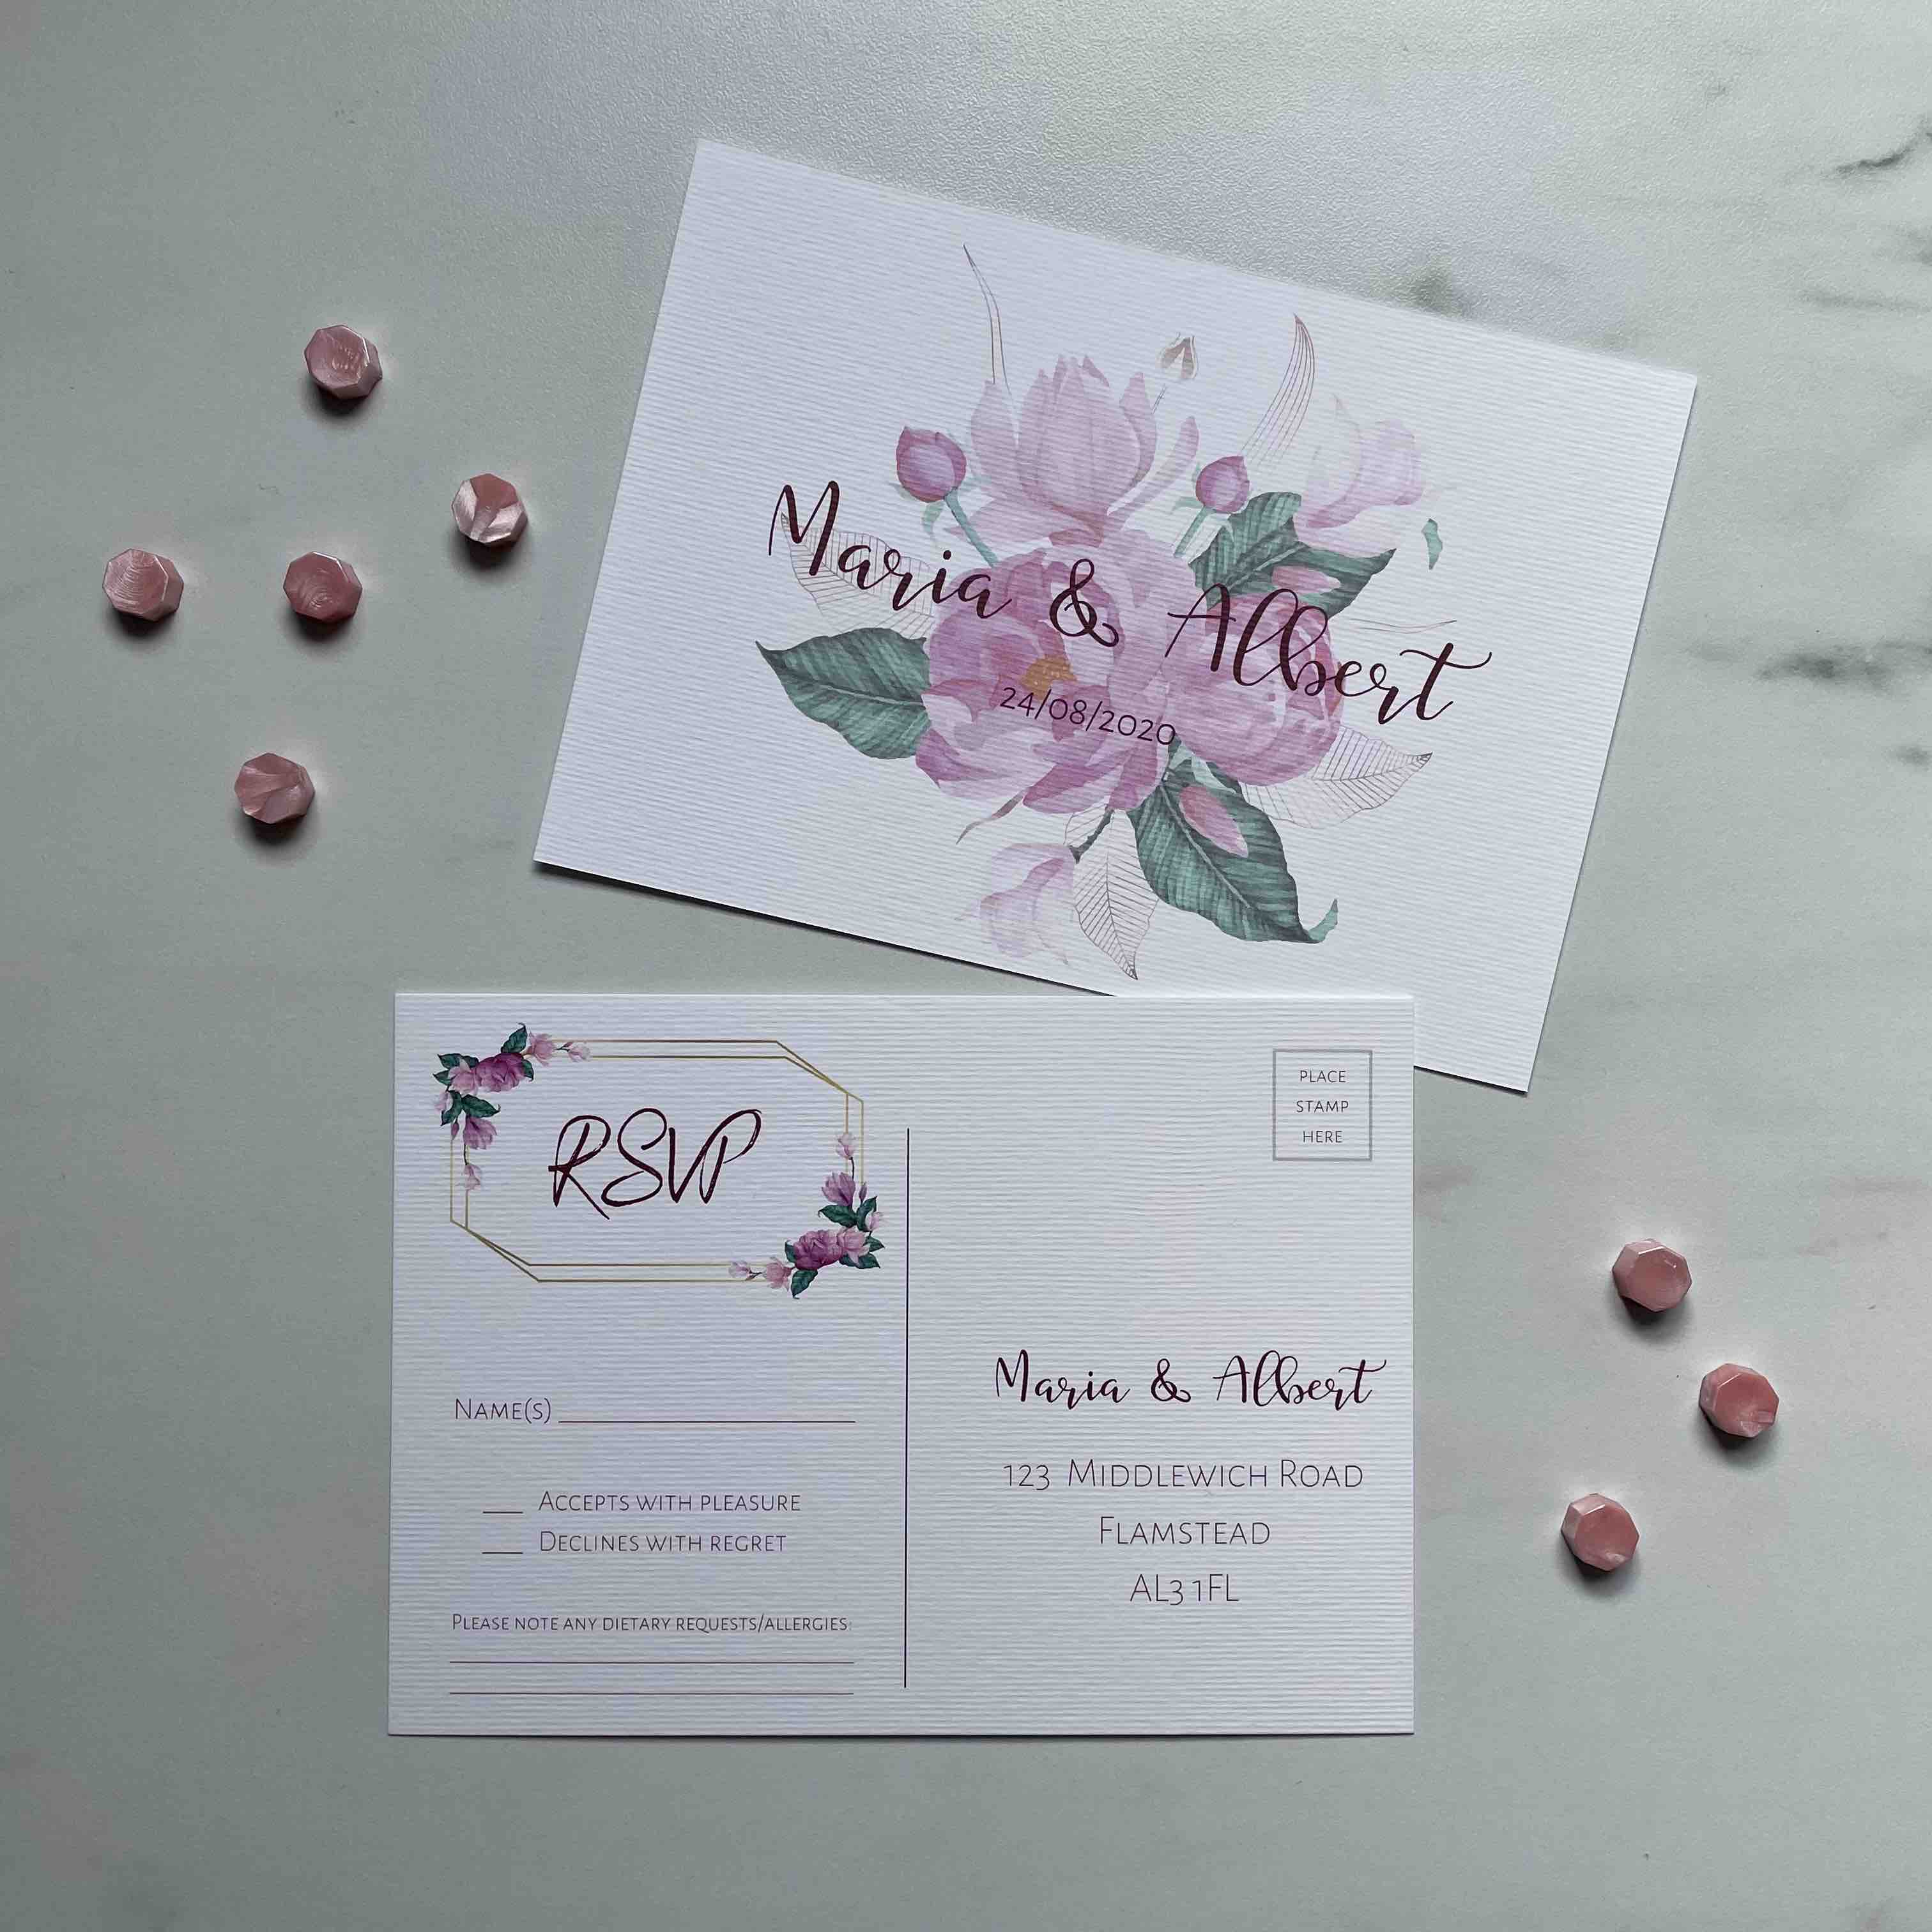 Maria & Albert
24/08/2020
RSVP
NAME(S)
ACCEPTS WITH PLEASURE
DECLINES WITH REGRET
PLEASE NOTE ANY DIETARY REQUESTS/ALLERGIES:
PLACE
STAMP
HERE
Maria & Albert
123 MIDDLEWICH ROAD
FLAMSTEAD
AL3 1FL